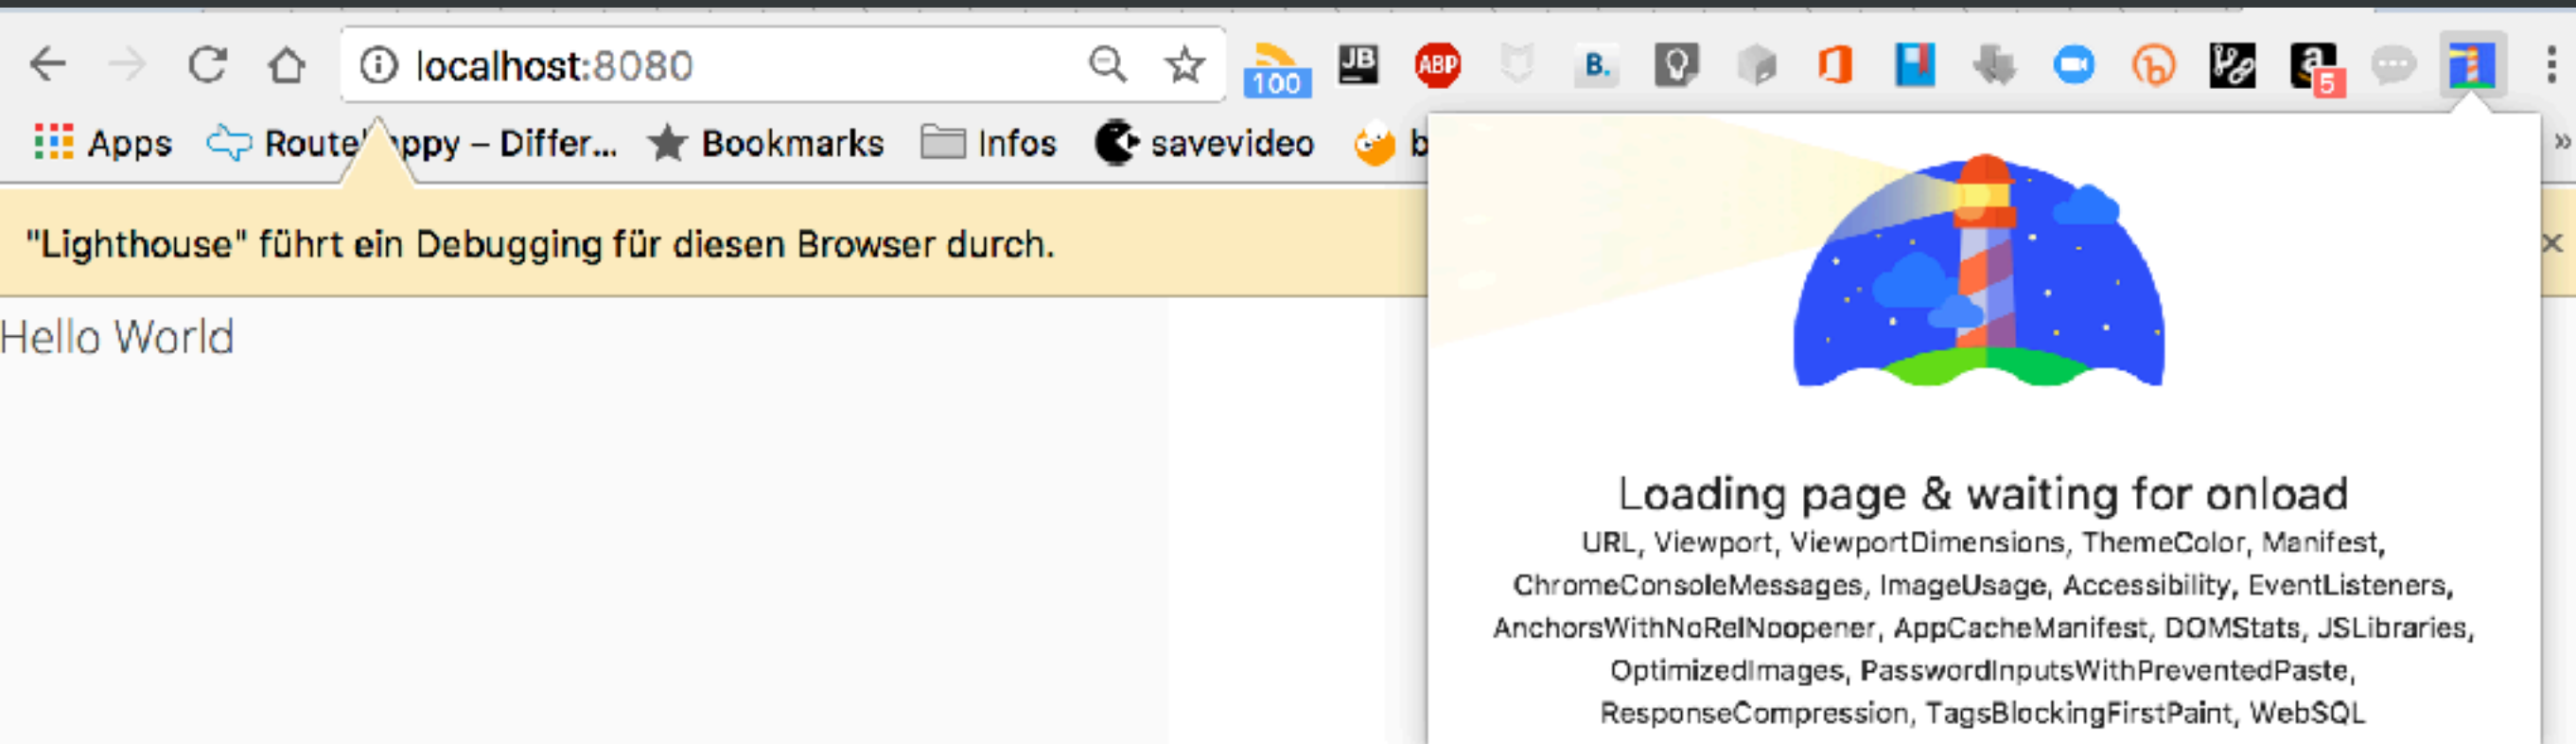 localhost:8080
100
JB
ABP
B.
a
5
Apps
Differ...
Bookmarks
Infos
savevideo
b
»
"Lighthouse" führt ein Debugging für diesen Browser durch.
Hello World
Loading page & waiting for onload
URL, Viewport, ViewportDimensions, ThemeColor, Manifest,
ChromeConsoleMessages, ImageUsage, Accessibility, EventListeners,
AnchorsWithNoRelNoopener, AppCacheManifest, DOMStats, JSLibraries,
OptimizedImages, PasswordInputsWithPreventedPaste,
ResponseCompression, TagsBlockingFirstPaint, WebSQL